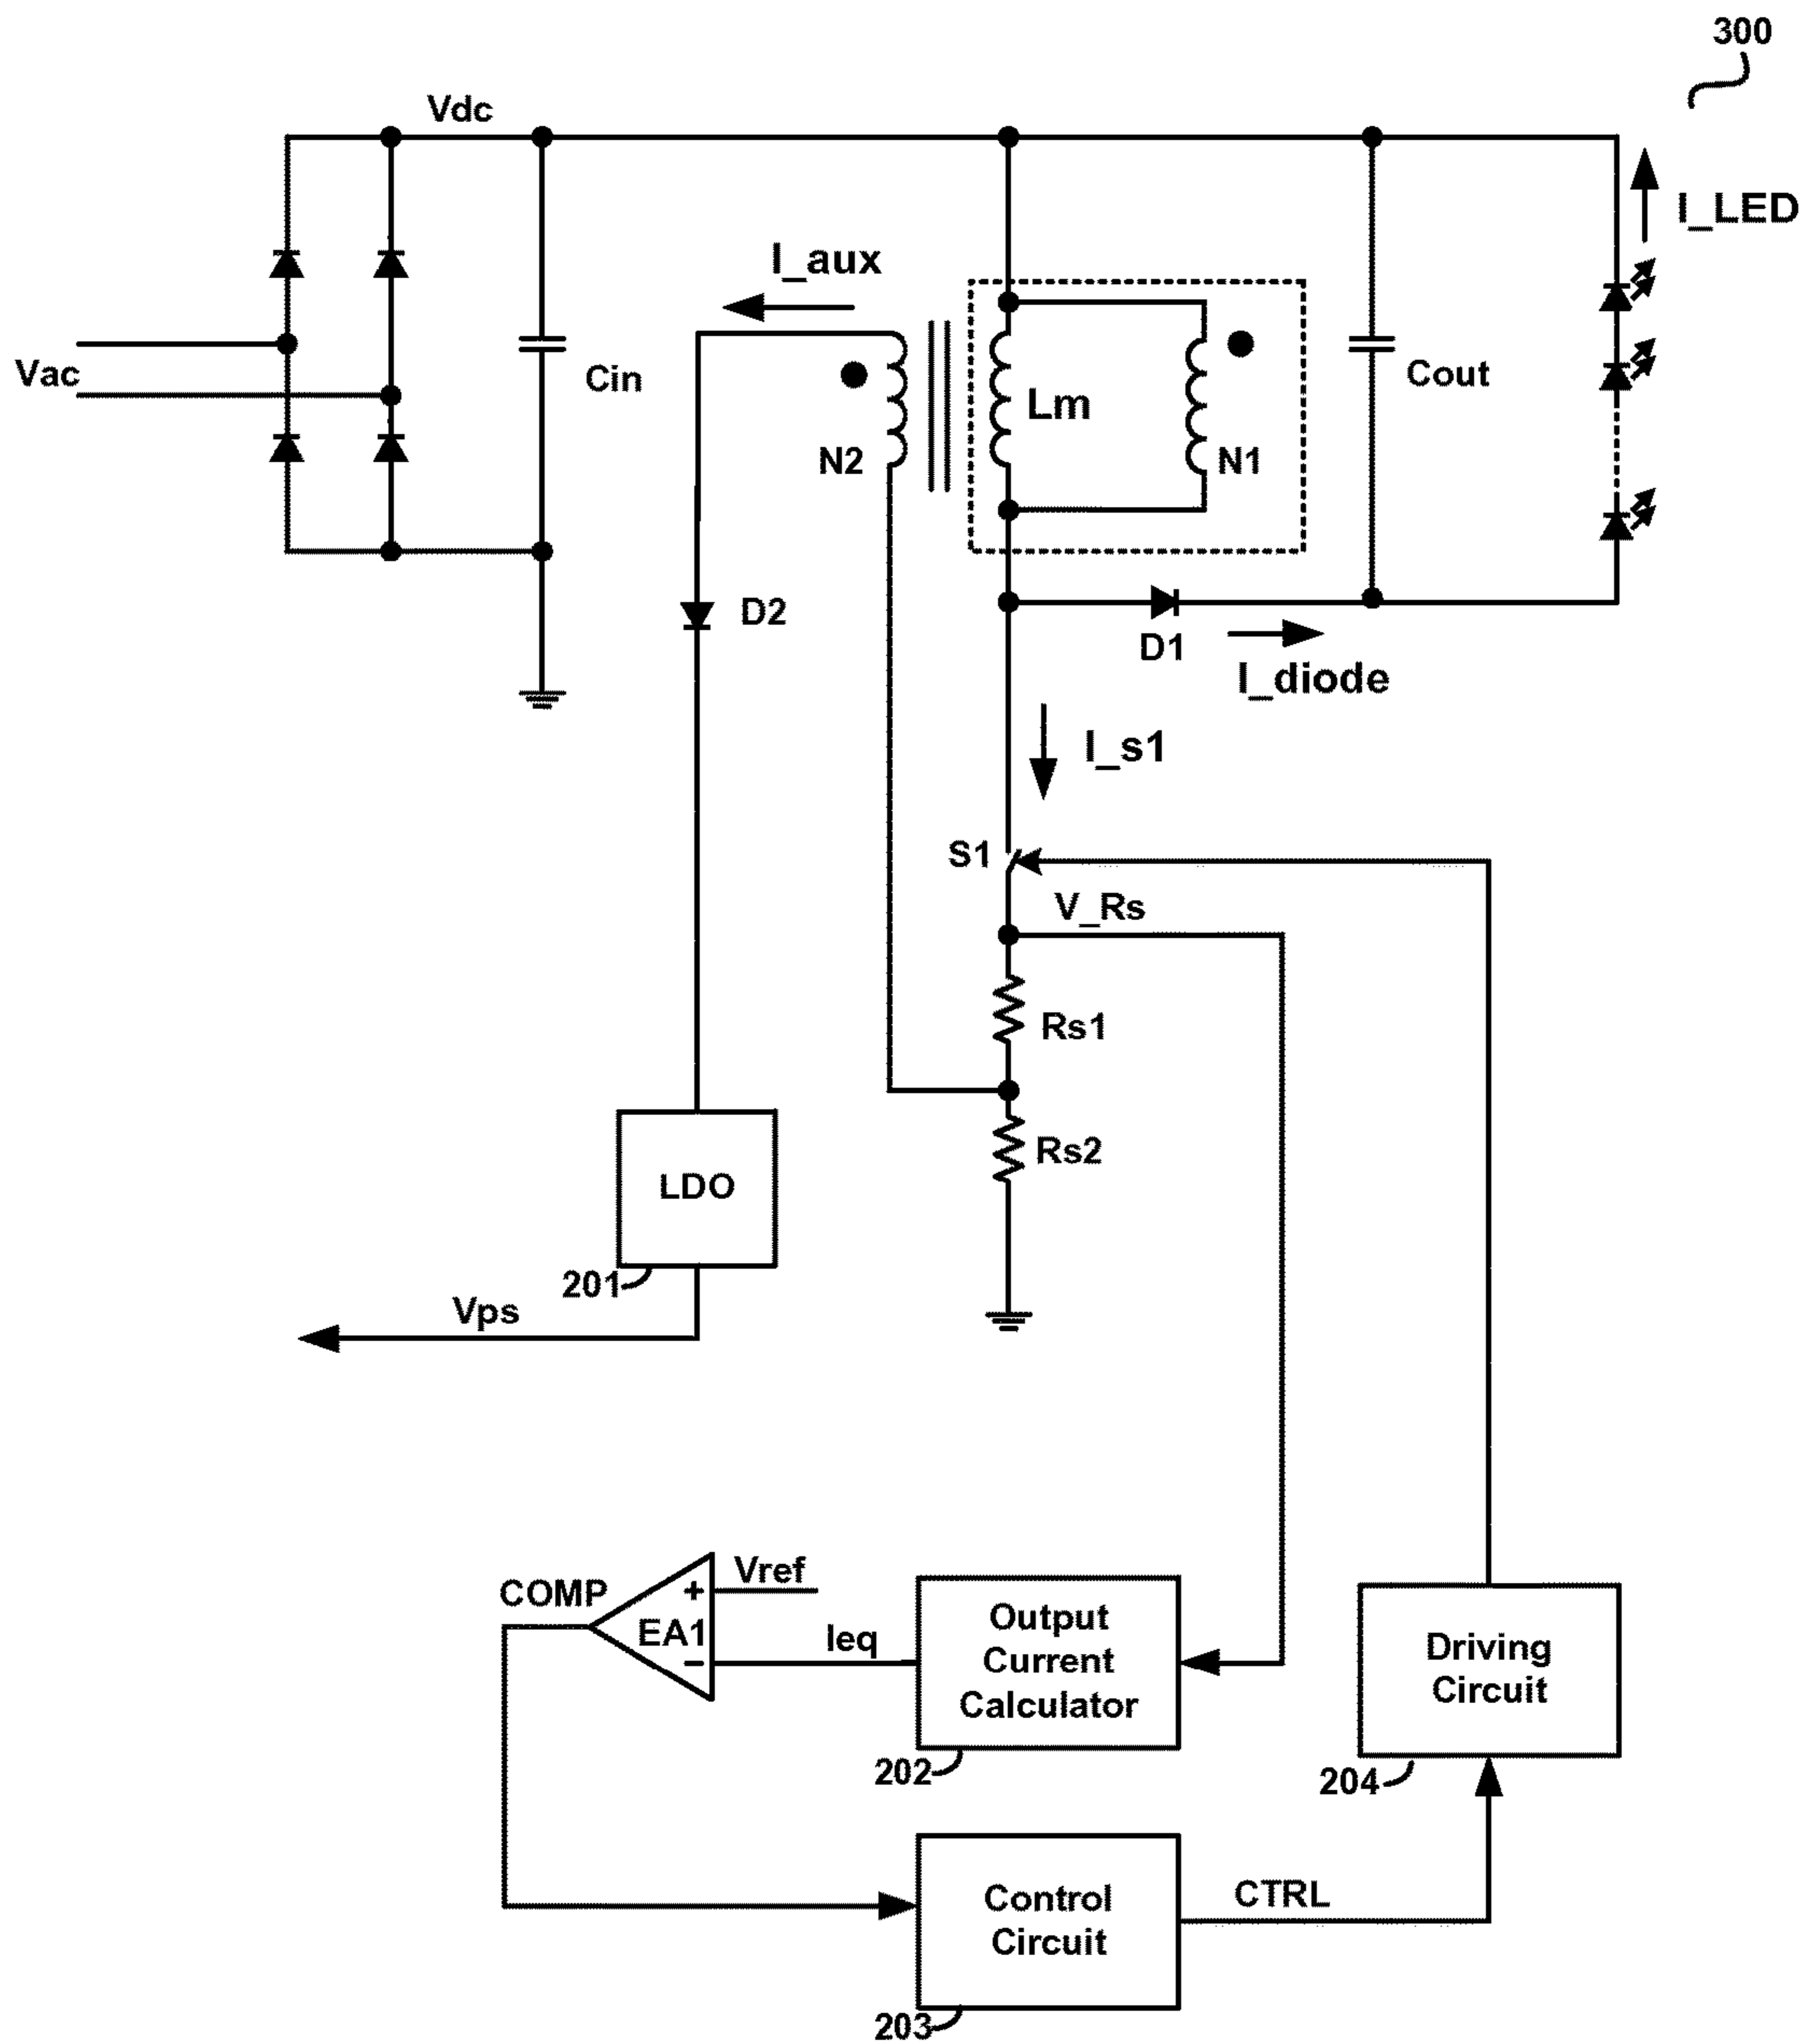 300
Vdc
I_LED
I_aux
Vac
Cin
Lm
Cout
N2
N1
D2
D1
I_diode
I_s1
S1
V_Rs
Rs1
Rs2
LDO
201
Vps
Vref
COMP
+
EA1
−
Ieq
Output
Current
Calculator
Driving
Circuit
202
204
Control
Circuit
CTRL
203